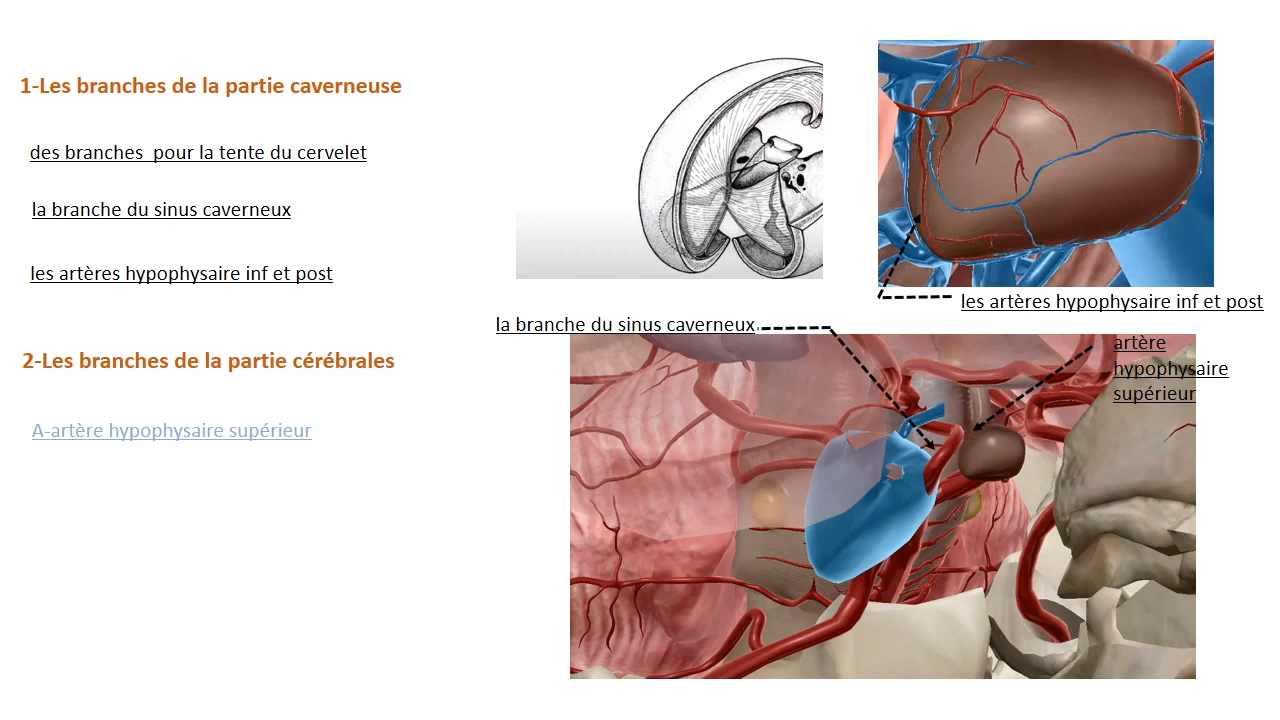 1-Les branches de la partie caverneuse
des branches  pour la tente du cervelet
la branche du sinus caverneux
les artères hypophysaire inf et post
2-Les branches de la partie cérébrales
A-artère hypophysaire supérieur
les artères hypophysaire inf et post
la branche du sinus caverneux
artère
hypophysaire
supérieur